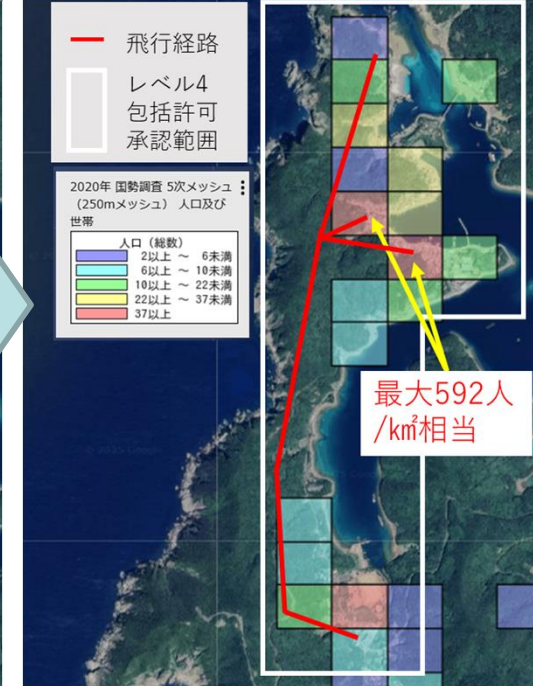 飛行経路
レベル4
包括許可
承認範囲
2020年 国勢調査 5次メッシュ
(250mメッシュ) 人口及び
世帯
人口(総数)
2以上 ～ 6未満
6以上 ～ 10未満
10以上 ～ 22未満
22以上 ～ 37未満
37以上
最大592人
/km²相当